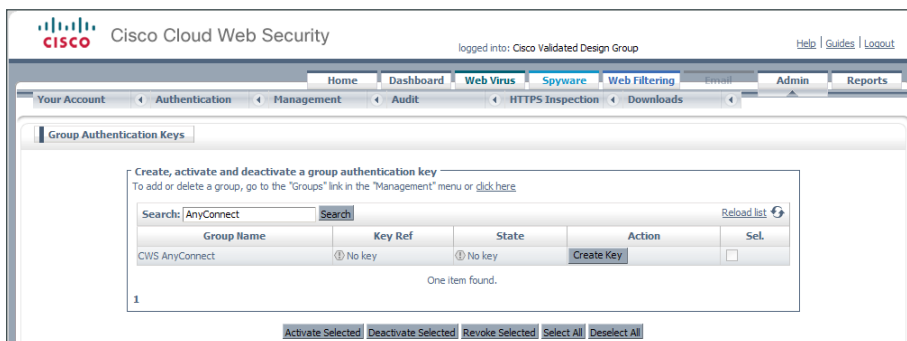 CISCO Cisco Cloud Web Security
logged into: Cisco Validated Design Group
Help | Guides | Logout
Home Dashboard Web Virus Spyware Web Filtering Email Admin Reports
Your Account Authentication Management Audit HTTPS Inspection Downloads
Group Authentication Keys
Create, activate and deactivate a group authentication key
To add or delete a group, go to the "Groups" link in the "Management" menu or click here
Search: AnyConnect Search Reload list
Group Name Key Ref State Action Sel.
CWS AnyConnect No key No key Create Key
One item found.
1
Activate Selected Deactivate Selected Revoke Selected Select All Deselect All